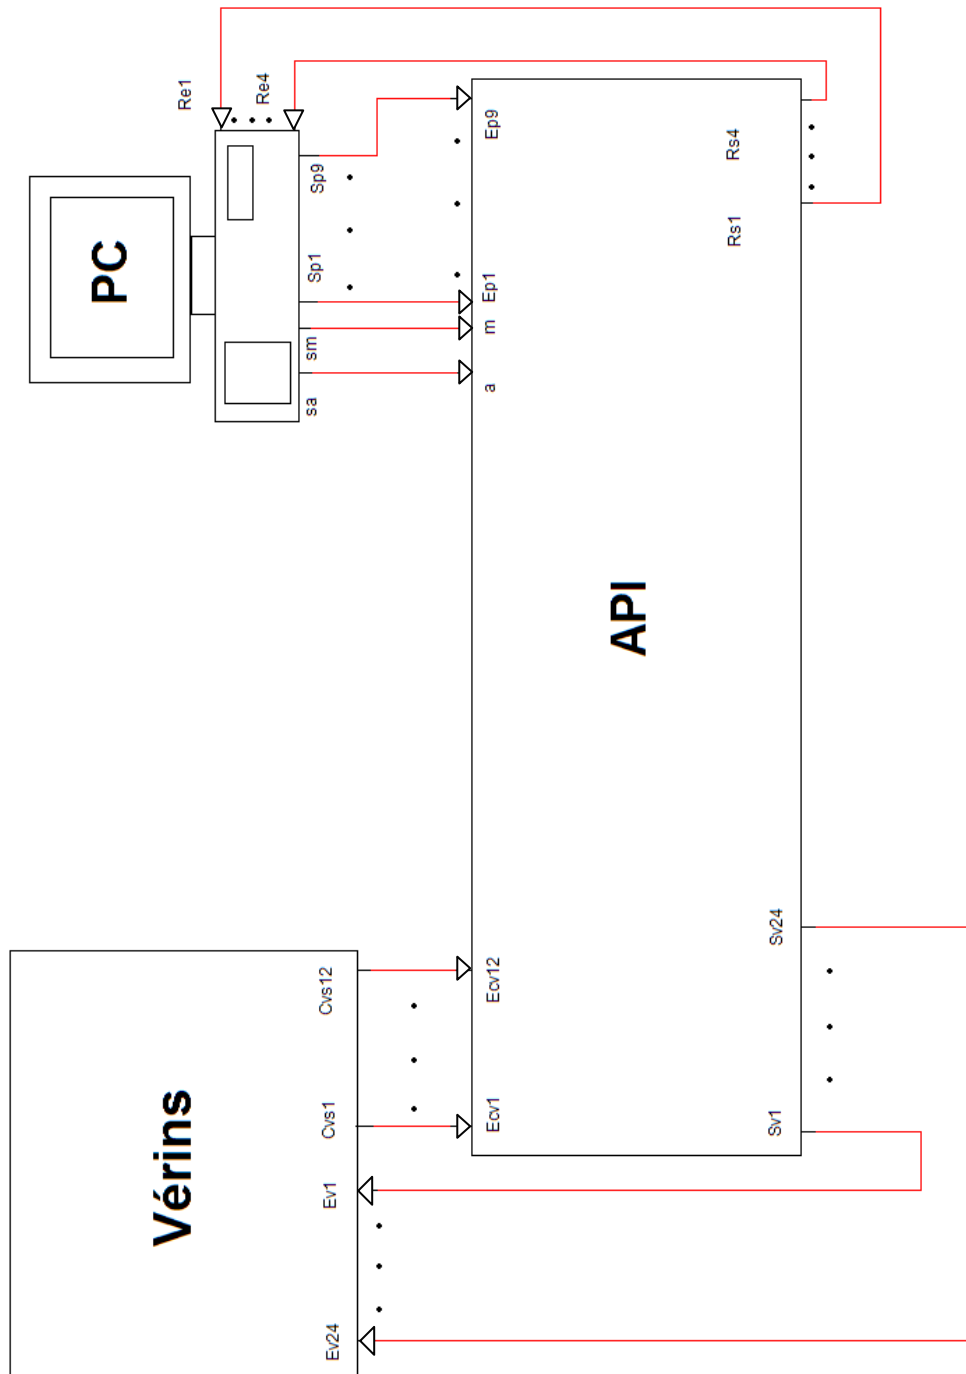 Re1
Re4
PC
Sp9
Sp1
sm
sa
Ep9
Ep1
m
a
Rs4
Rs1
API
Vérins
Cvs12
Cvs1
Ev1
Ev24
Ecv12
Ecv1
Sv24
Sv1